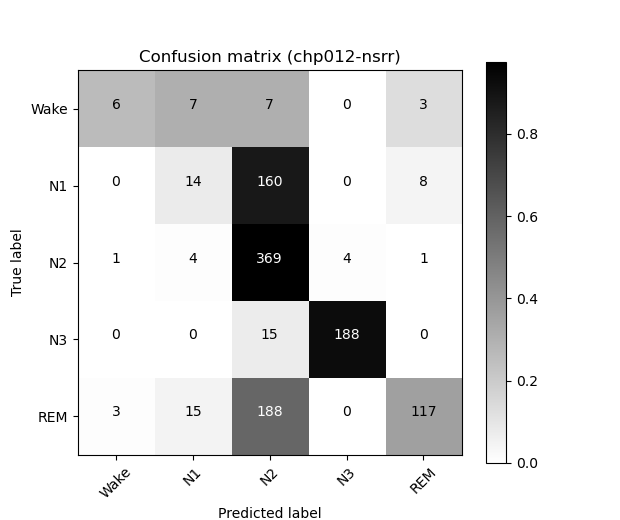 Confusion matrix (chp012-nsrr)
True label
Wake 6 7 7 0 3
N1 0 14 160 0 8
N2 1 4 369 4 1
N3 0 0 15 188 0
REM 3 15 188 0 117
Wake N1 N2 N3 REM
Predicted label
0.8
0.6
0.4
0.2
0.0